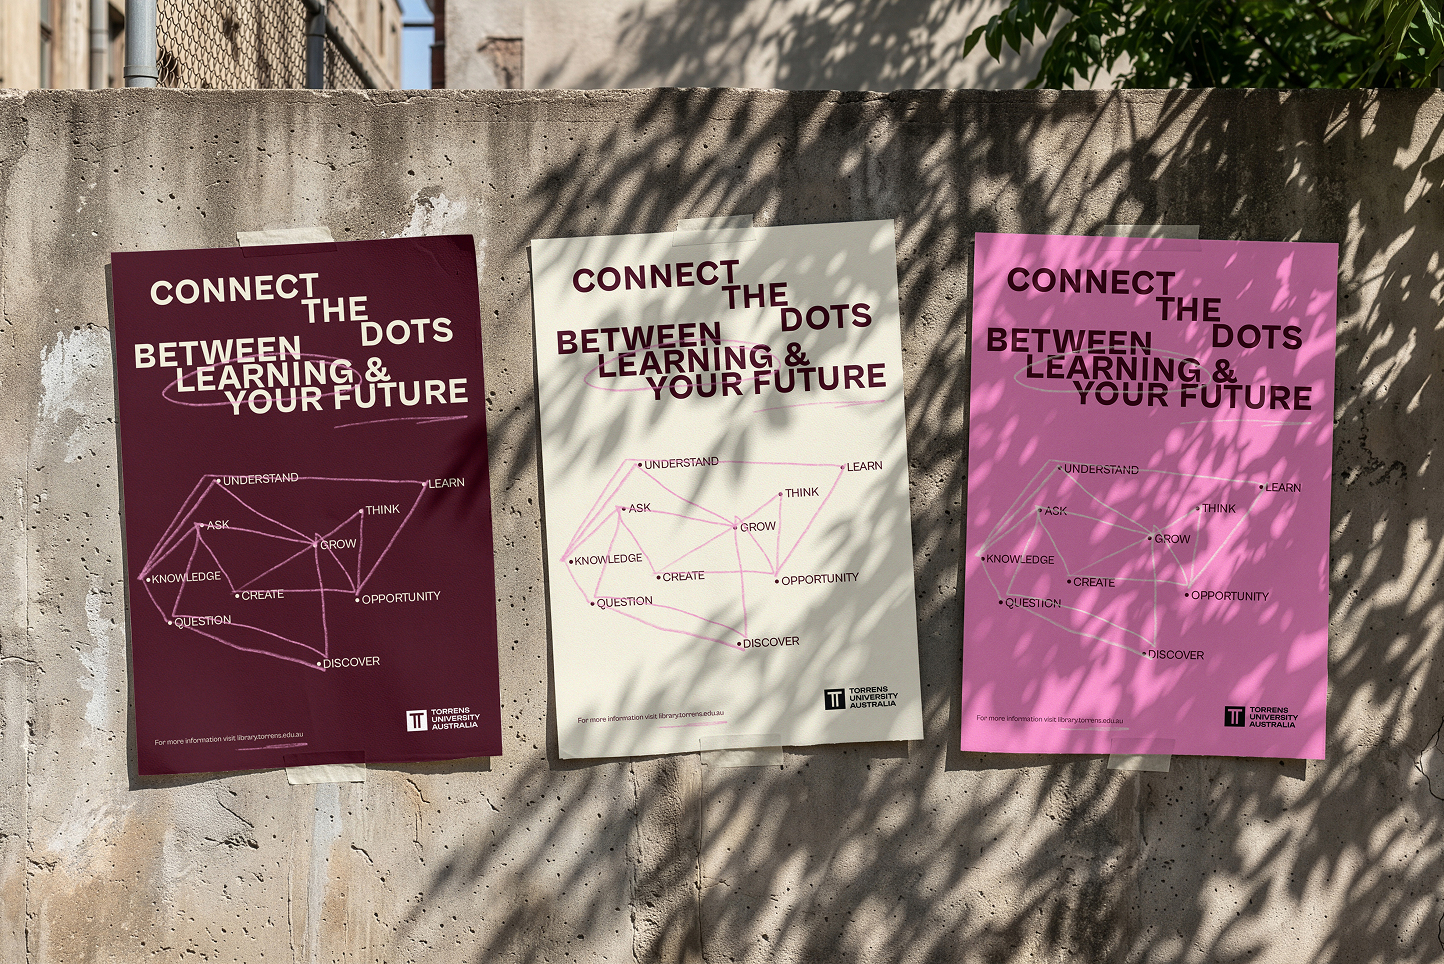 CONNECT
THE
DOTS
BETWEEN
LEARNING &
YOUR FUTURE
UNDERSTAND
LEARN
THINK
ASK
GROW
KNOWLEDGE
CREATE
OPPORTUNITY
QUESTION
DISCOVER
TORRENS
UNIVERSITY
AUSTRALIA
For more information visit library.torrens.edu.au
CONNECT
THE
DOTS
BETWEEN
LEARNING &
YOUR FUTURE
UNDERSTAND
LEARN
THINK
ASK
GROW
KNOWLEDGE
CREATE
OPPORTUNITY
QUESTION
DISCOVER
TORRENS
UNIVERSITY
AUSTRALIA
For more information visit library.torrens.edu.au
CONNECT
THE
DOTS
BETWEEN
LEARNING &
YOUR FUTURE
UNDERSTAND
LEARN
THINK
ASK
GROW
KNOWLEDGE
CREATE
OPPORTUNITY
QUESTION
DISCOVER
TORRENS
UNIVERSITY
AUSTRALIA
For more information visit library.torrens.edu.au